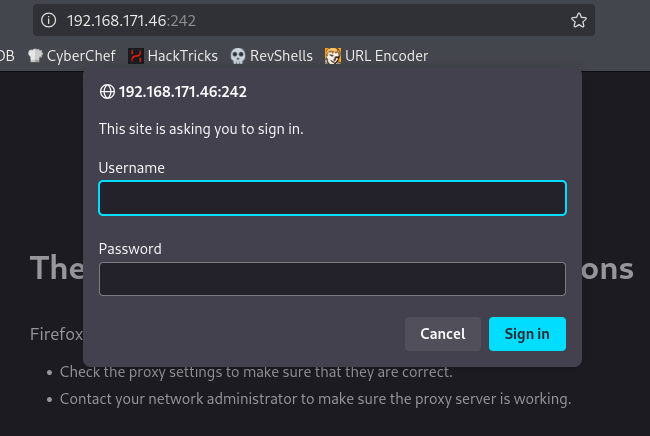 192.168.171.46:242
DB CyberChef HackTricks RevShells URL Encoder
192.168.171.46:242
This site is asking you to sign in.
Username
Password
The ons
Firefox
Cancel Sign in
Check the proxy settings to make sure that they are correct.
Contact your network administrator to make sure the proxy server is working.